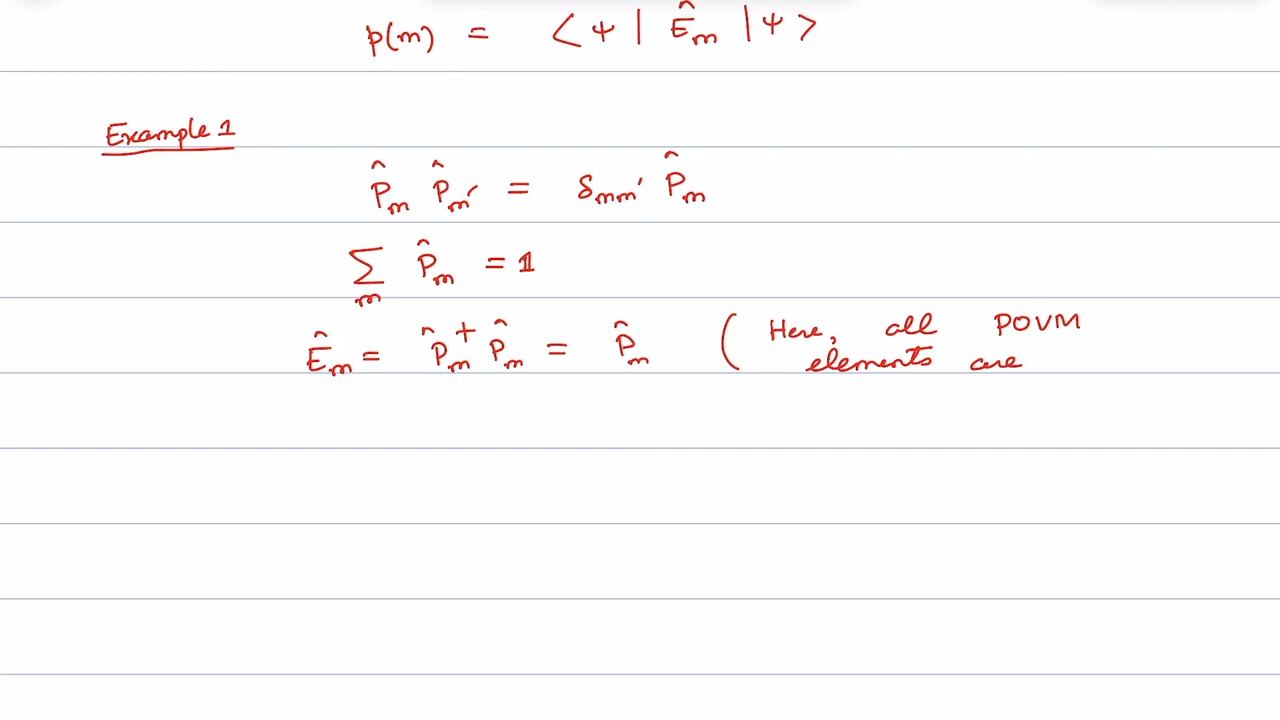 p(m) = <ψ| Ê_m |ψ>
Example 1
P̂_m P̂_m' = δ_mm' P̂_m
∑_m P̂_m = 1
Ê_m = P̂_m^† P̂_m = P̂_m ( Here, all POVM
elements are